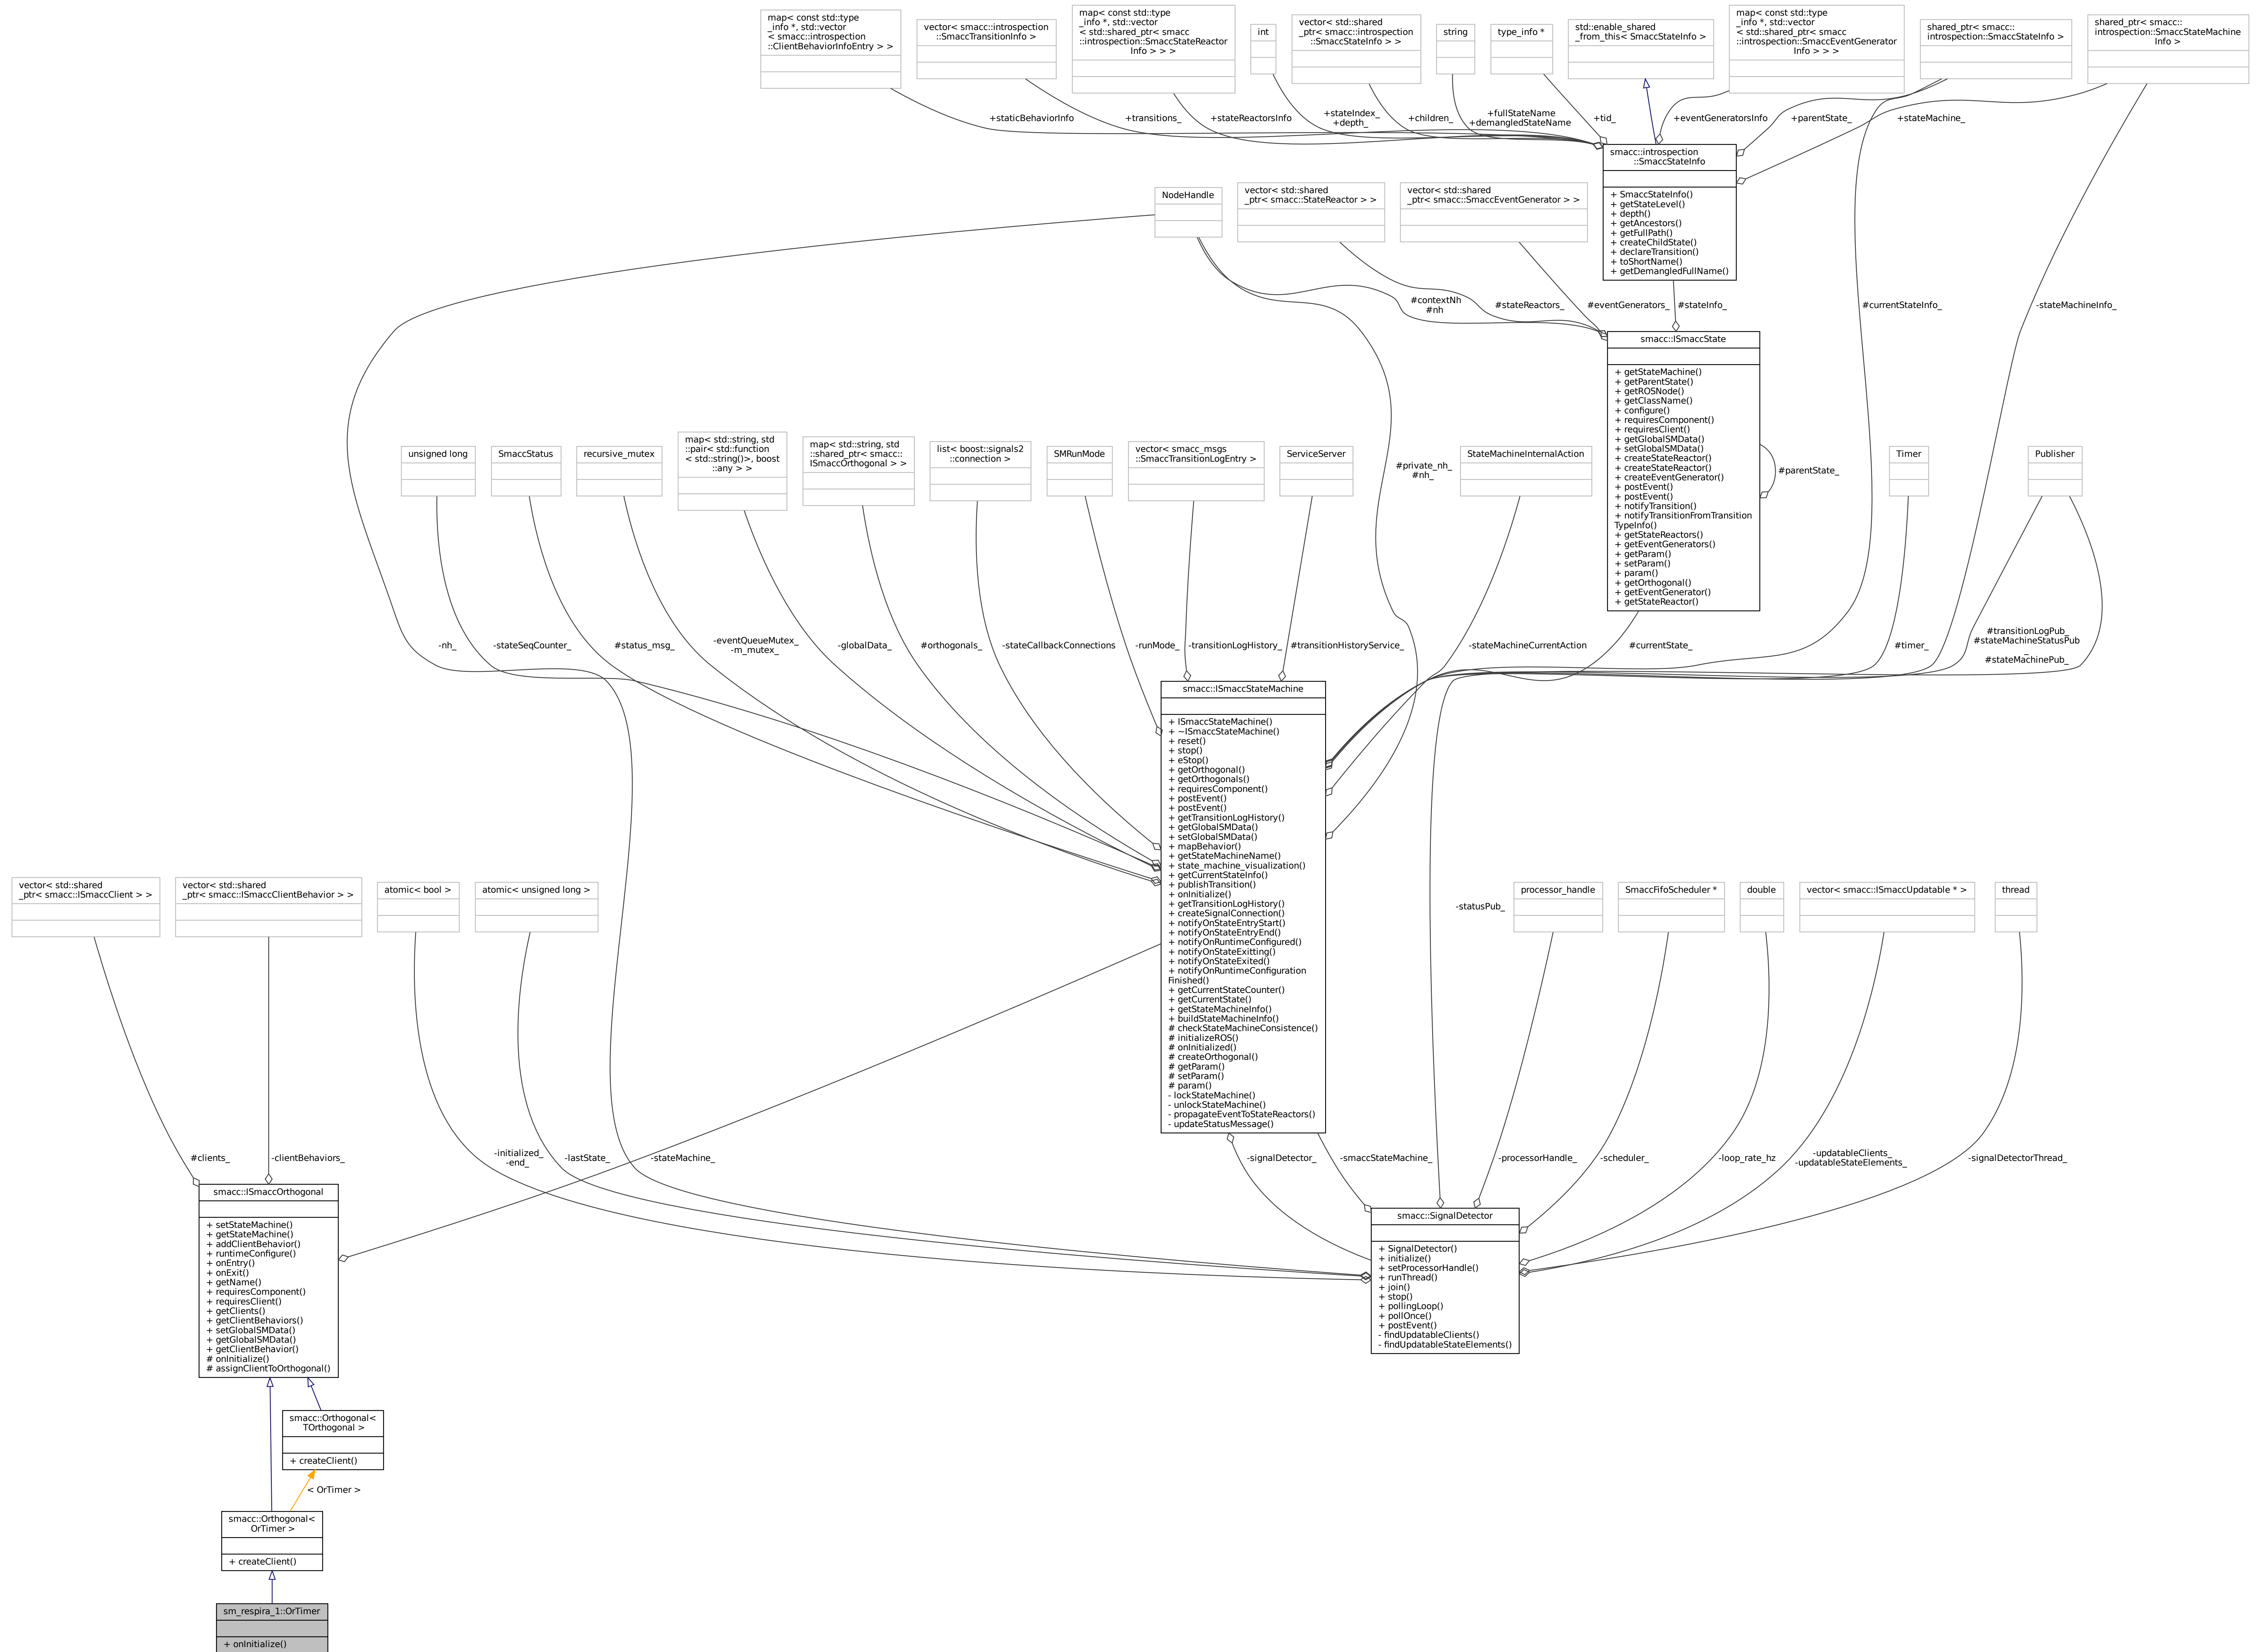 map< const std::type
_info *, std::vector
< smacc::introspection
::ClientBehaviorInfoEntry > >
vector< smacc::introspection
::SmaccTransitionInfo >
map< const std::type
_info *, std::vector
< std::shared_ptr< smacc
::introspection::SmaccStateReactor
Info > > >
int
vector< std::shared
_ptr< smacc::introspection
::SmaccStateInfo > >
string
type_info *
std::enable_shared
_from_this< SmaccStateInfo >
map< const std::type
_info *, std::vector
< std::shared_ptr< smacc
::introspection::SmaccEventGenerator
Info > > >
shared_ptr< smacc::
introspection::SmaccStateInfo >
shared_ptr< smacc::
introspection::SmaccStateMachine
Info >
+staticBehaviorInfo
+transitions_
+stateReactorsInfo
+stateIndex_
+depth_
+children_
+fullStateName
+demangledStateName
+tid_
+eventGeneratorsInfo
+parentState_
+stateMachine_
smacc::introspection
::SmaccStateInfo
+ SmaccStateInfo()
+ getStateLevel()
+ depth()
+ getAncestors()
+ getFullPath()
+ createChildState()
+ declareTransition()
+ toShortName()
+ getDemangledFullName()
NodeHandle
vector< std::shared
_ptr< smacc::StateReactor > >
vector< std::shared
_ptr< smacc::SmaccEventGenerator > >
#contextNh
#nh
#stateReactors_
#eventGenerators_
#stateInfo_
#currentStateInfo_
-stateMachineInfo_
smacc::ISmaccState
+ getStateMachine()
+ getParentState()
+ getROSNode()
+ getClassName()
+ configure()
+ requiresComponent()
+ requiresClient()
+ getGlobalSMData()
+ setGlobalSMData()
+ createStateReactor()
+ createStateReactor()
+ createEventGenerator()
+ postEvent()
+ postEvent()
+ notifyTransition()
+ notifyTransitionFromTransition
TypeInfo()
+ getStateReactors()
+ getEventGenerators()
+ getParam()
+ setParam()
+ param()
+ getOrthogonal()
+ getEventGenerator()
+ getStateReactor()
#parentState_
unsigned long
SmaccStatus
recursive_mutex
map< std::string, std
::pair< std::function
< std::string()>, boost
::any > >
map< std::string, std
::shared_ptr< smacc::
ISmaccOrthogonal > >
list< boost::signals2
::connection >
SMRunMode
vector< smacc_msgs
::SmaccTransitionLogEntry >
ServiceServer
#private_nh_
#nh_
StateMachineInternalAction
Timer
Publisher
-nh_
-stateSeqCounter_
#status_msg_
-eventQueueMutex_
-m_mutex_
-globalData_
#orthogonals_
-stateCallbackConnections
-runMode_
-transitionLogHistory_
#transitionHistoryService_
-stateMachineCurrentAction
#currentState_
#timer_
#transitionLogPub_
#stateMachineStatusPub
_
#stateMachinePub_
smacc::ISmaccStateMachine
+ ISmaccStateMachine()
+ ~ISmaccStateMachine()
+ reset()
+ stop()
+ eStop()
+ getOrthogonal()
+ getOrthogonals()
+ requiresComponent()
+ postEvent()
+ postEvent()
+ getTransitionLogHistory()
+ getGlobalSMData()
+ setGlobalSMData()
+ mapBehavior()
+ getStateMachineName()
+ state_machine_visualization()
+ getCurrentStateInfo()
+ publishTransition()
+ onInitialize()
+ getTransitionLogHistory()
+ createSignalConnection()
+ notifyOnStateEntryStart()
+ notifyOnStateEntryEnd()
+ notifyOnRuntimeConfigured()
+ notifyOnStateExitting()
+ notifyOnStateExited()
+ notifyOnRuntimeConfiguration
Finished()
+ getCurrentStateCounter()
+ getCurrentState()
+ getStateMachineInfo()
+ buildStateMachineInfo()
# checkStateMachineConsistence()
# initializeROS()
# onInitialized()
# createOrthogonal()
# getParam()
# setParam()
# param()
- lockStateMachine()
- unlockStateMachine()
- propagateEventToStateReactors()
- updateStatusMessage()
vector< std::shared
_ptr< smacc::ISmaccClient > >
vector< std::shared
_ptr< smacc::ISmaccClientBehavior > >
atomic< bool >
atomic< unsigned long >
-statusPub_
processor_handle
SmaccFifoScheduler *
double
vector< smacc::ISmaccUpdatable * >
thread
#clients_
-clientBehaviors_
-initialized_
-end_
-lastState_
-stateMachine_
-signalDetector_
-smaccStateMachine_
-processorHandle_
-scheduler_
-loop_rate_hz
-updatableClients_
-updatableStateElements_
-signalDetectorThread_
smacc::ISmaccOrthogonal
+ setStateMachine()
+ getStateMachine()
+ addClientBehavior()
+ runtimeConfigure()
+ onEntry()
+ onExit()
+ getName()
+ requiresComponent()
+ requiresClient()
+ getClients()
+ getClientBehaviors()
+ setGlobalSMData()
+ getGlobalSMData()
+ getClientBehavior()
# onInitialize()
# assignClientToOrthogonal()
smacc::SignalDetector
+ SignalDetector()
+ initialize()
+ setProcessorHandle()
+ runThread()
+ join()
+ stop()
+ pollingLoop()
+ pollOnce()
+ postEvent()
- findUpdatableClients()
- findUpdatableStateElements()
smacc::Orthogonal<
TOrthogonal >
+ createClient()
< OrTimer >
smacc::Orthogonal<
OrTimer >
+ createClient()
sm_respira_1::OrTimer
+ onInitialize()